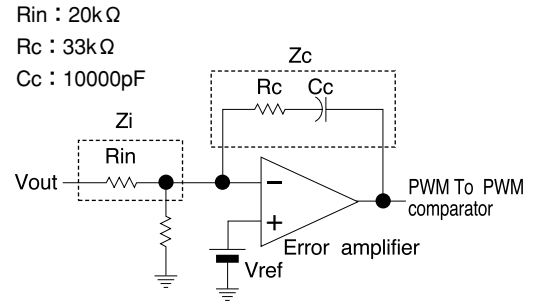 Rin：20kΩ
Rc：33kΩ
Cc：10000pF
Zc
Rc Cc
Zi
Rin
Vout
PWM To PWM
comparator
Error amplifier
Vref